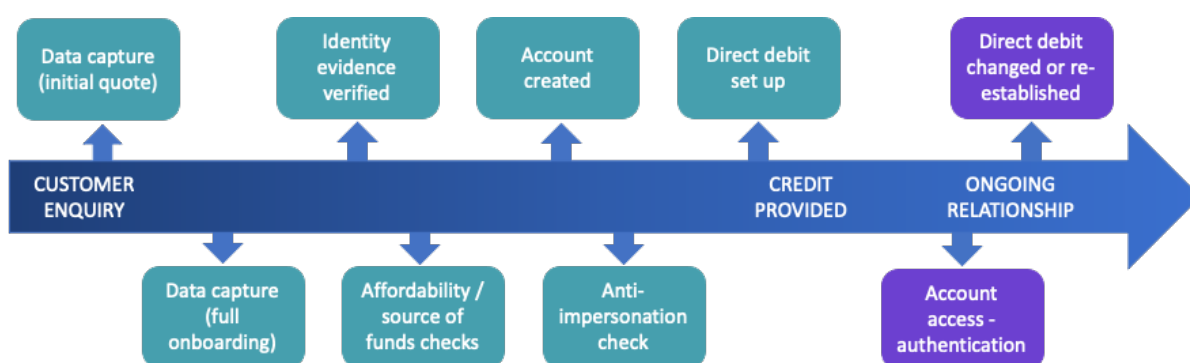 Data capture
(initial quote)
Identity
evidence
verified
Account
created
Direct debit
set up
Direct debit
changed or re-
established
CUSTOMER
ENQUIRY
CREDIT
PROVIDED
ONGOING
RELATIONSHIP
Data capture
(full
onboarding)
Affordability /
source of
funds checks
Anti-
impersonation
check
Account
access -
authentication